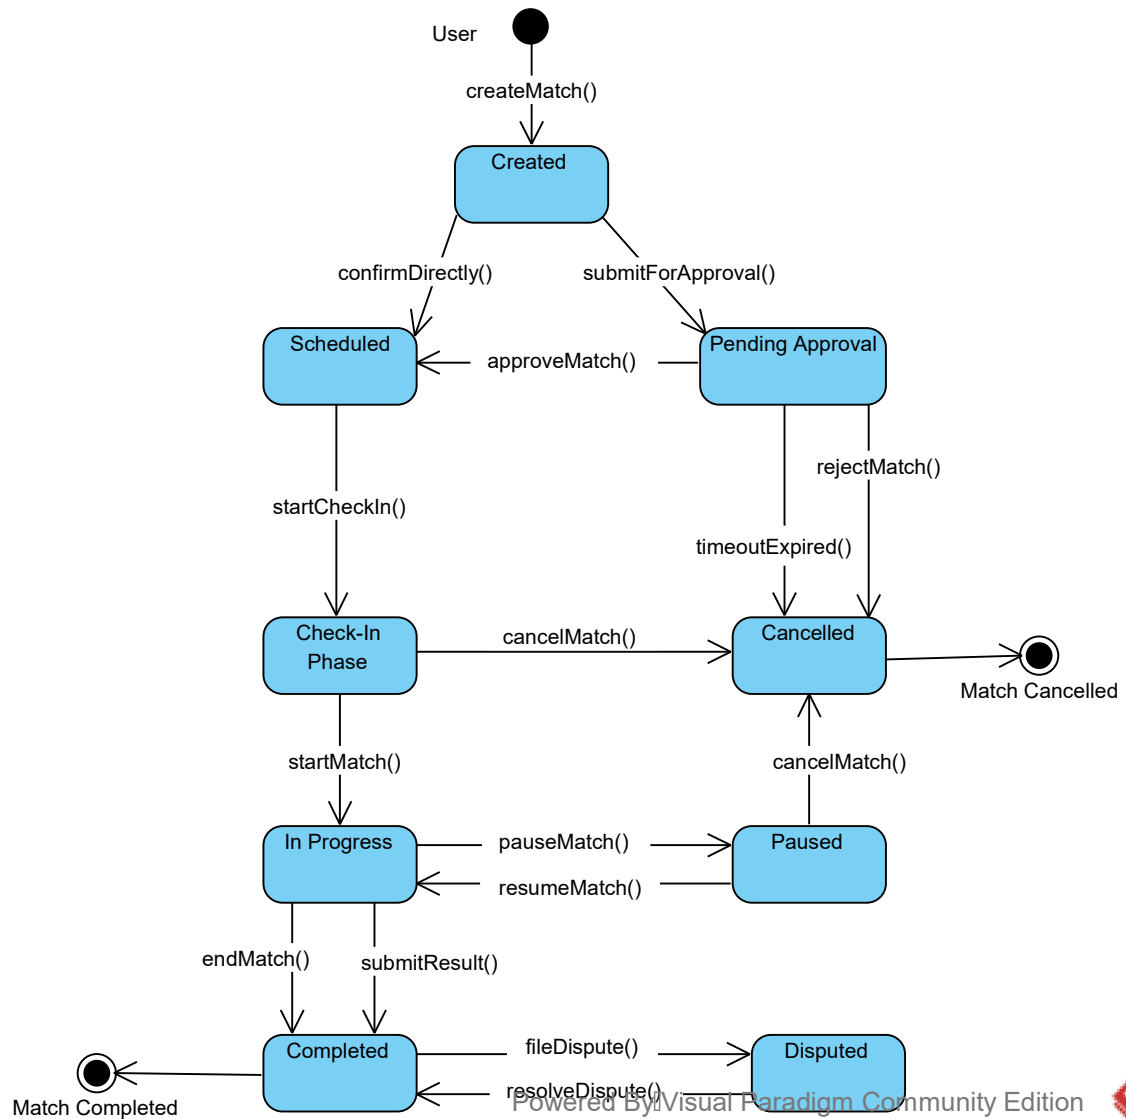 User
createMatch()
Created
confirmDirectly()
submitForApproval()
Scheduled
approveMatch()
Pending Approval
rejectMatch()
startCheckIn()
timeoutExpired()
Check-In
Phase
cancelMatch()
Cancelled
Match Cancelled
startMatch()
cancelMatch()
In Progress
pauseMatch()
Paused
resumeMatch()
endMatch()
submitResult()
Completed
fileDispute()
Disputed
resolveDispute()
Powered By Visual Paradigm Community Edition
Match Completed